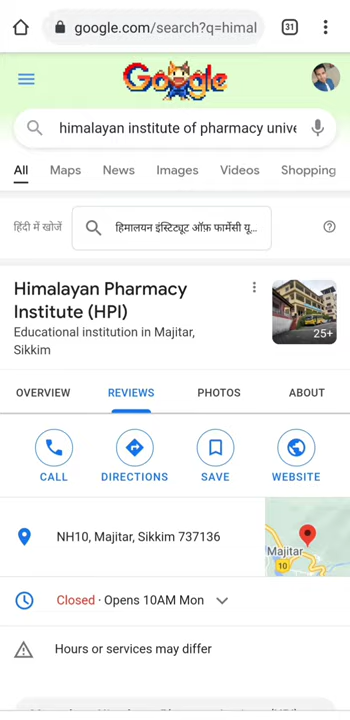 google.com/search?q=himal
31
Google
himalayan institute of pharmacy unive
All Maps News Images Videos Shopping
हिंदी में खोजें
हिमालयन इंस्टिट्यूट ऑफ़ फार्मेसी यू...
Himalayan Pharmacy
Institute (HPI)
Educational institution in Majitar,
Sikkim
25+
OVERVIEW REVIEWS PHOTOS ABOUT
CALL DIRECTIONS SAVE WEBSITE
NH10, Majitar, Sikkim 737136
Majitar
10
Closed · Opens 10AM Mon
Hours or services may differ